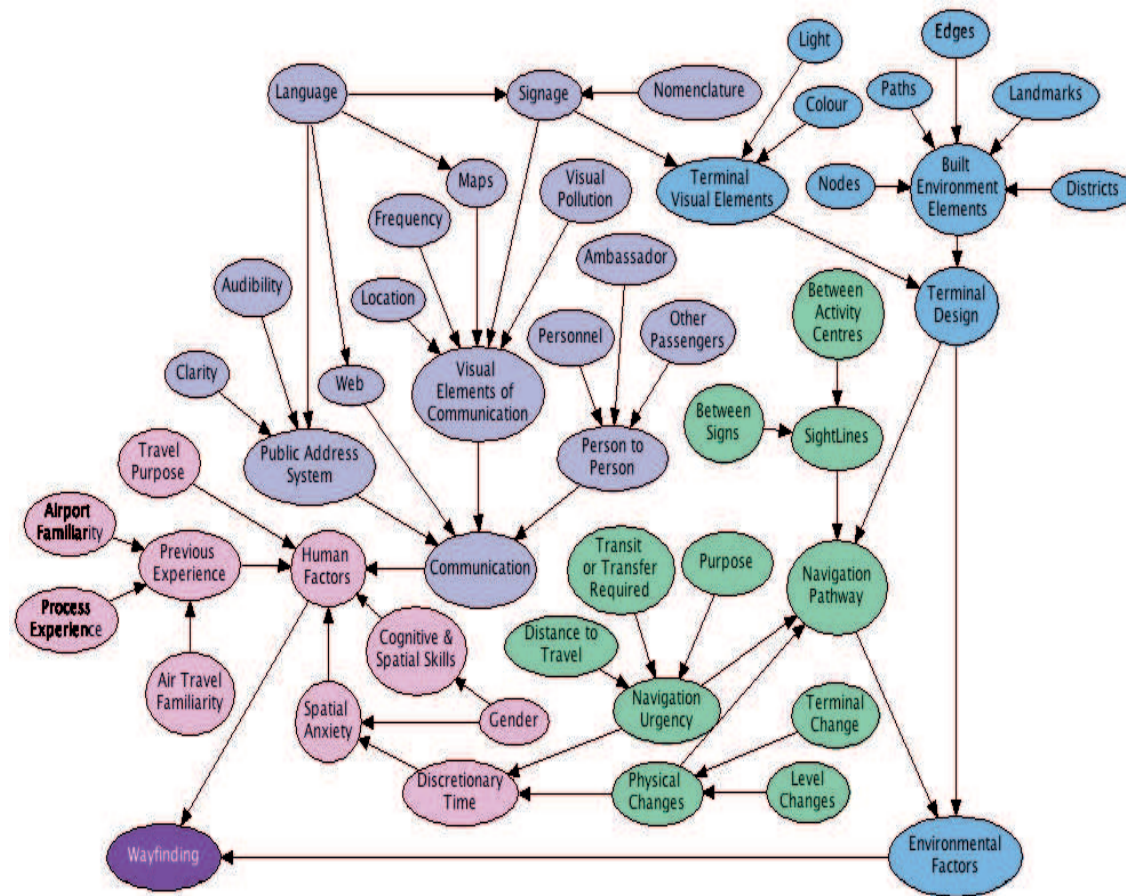 Edges
Light
Language
Signage
Nomenclature
Paths
Landmarks
Colour
Maps
Visual
Pollution
Terminal
Visual Elements
Nodes
Built
Environment
Elements
Districts
Frequency
Ambassador
Audibility
Location
Between
Activity
Centres
Terminal
Design
Personnel
Other
Passengers
Clarity
Web
Visual
Elements of
Communication
Between
Signs
SightLines
Travel
Purpose
Public Address
System
Person to
Person
Airport
Familiarity
Previous
Experience
Human
Factors
Communication
Transit
or Transfer
Required
Purpose
Navigation
Pathway
Process
Experience
Cognitive &
Spatial Skills
Distance to
Travel
Air Travel
Familiarity
Spatial
Anxiety
Gender
Navigation
Urgency
Terminal
Change
Discretionary
Time
Physical
Changes
Level
Changes
Wayfinding
Environmental
Factors